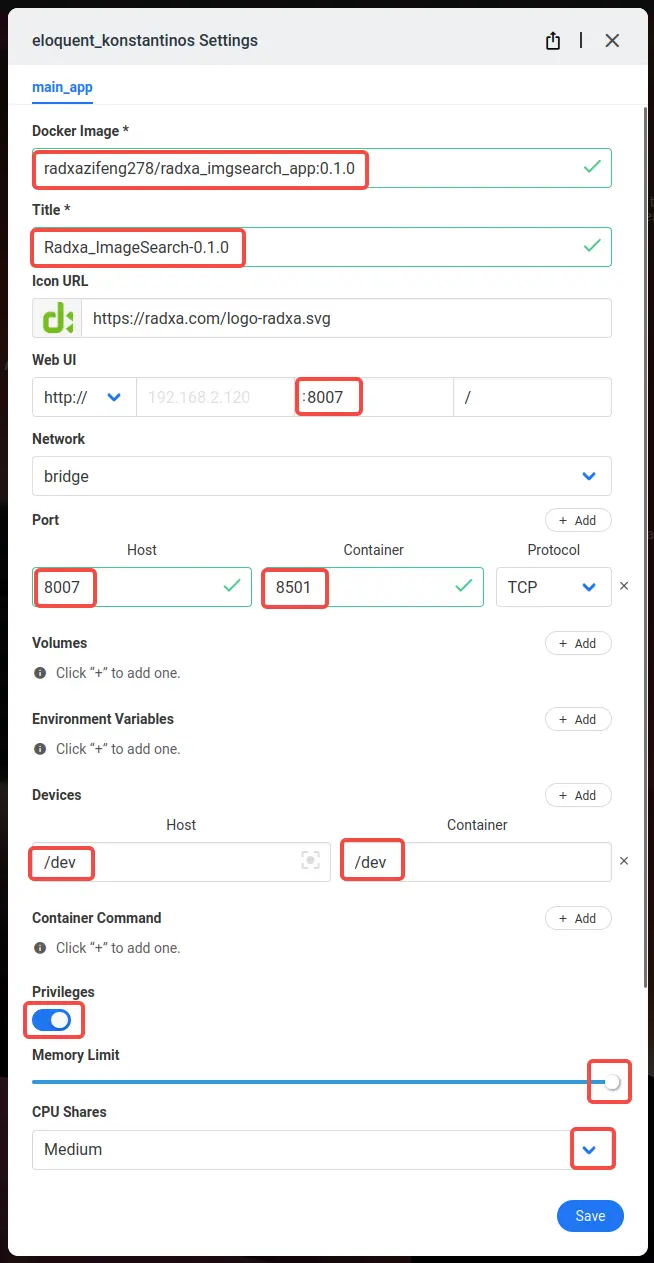 eloquent_konstantinos Settings
main_app
Docker Image *
radxazifeng278/radxa_imgsearch_app:0.1.0
Title *
Radxa_ImageSearch-0.1.0
Icon URL
https://radxa.com/logo-radxa.svg
Web UI
http:// 192.168.2.120 :8007 /
Network
bridge
Port + Add
Host Container Protocol
8007 8501 TCP ×
Volumes + Add
Click “+” to add one.
Environment Variables + Add
Click “+” to add one.
Devices + Add
Host Container
/dev /dev ×
Container Command + Add
Click “+” to add one.
Privileges
Memory Limit
CPU Shares
Medium
Save